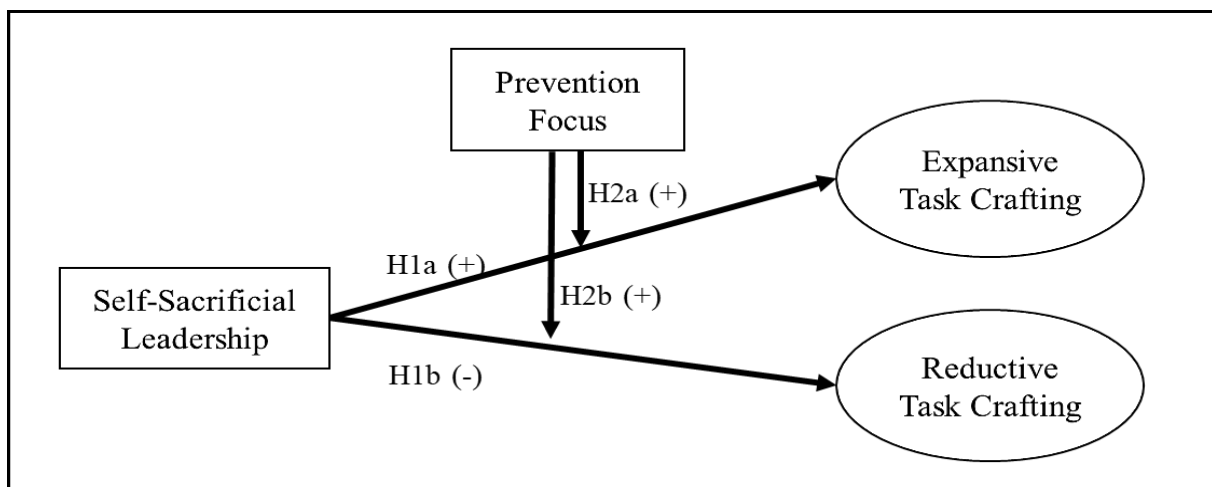 Prevention
Focus
Expansive
Task Crafting
H2a (+)
H1a (+)
H2b (+)
Self-Sacrificial
Leadership
H1b (-)
Reductive
Task Crafting